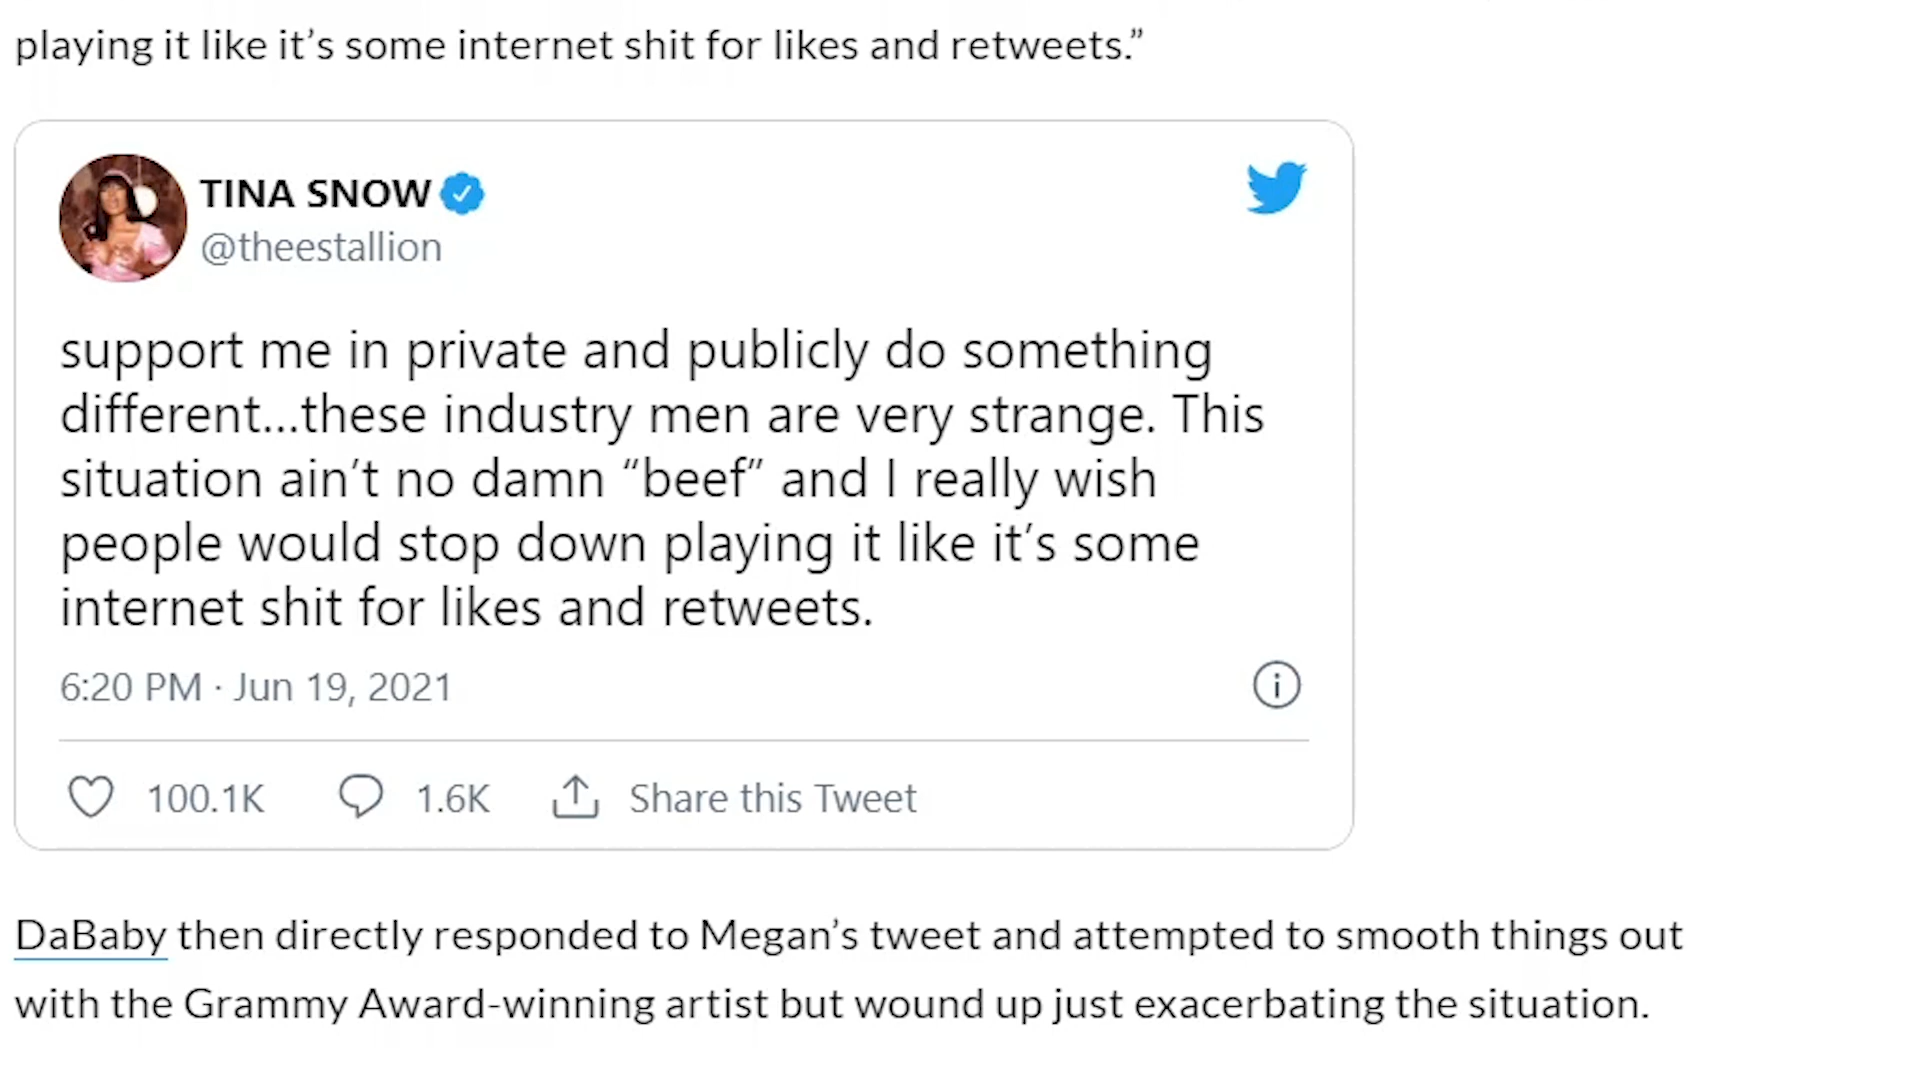 playing it like it’s some internet shit for likes and retweets.”
TINA SNOW
@theestallion
support me in private and publicly do something
different...these industry men are very strange. This
situation ain’t no damn “beef” and I really wish
people would stop down playing it like it’s some
internet shit for likes and retweets.
6:20 PM · Jun 19, 2021
100.1K 1.6K Share this Tweet
DaBaby then directly responded to Megan’s tweet and attempted to smooth things out
with the Grammy Award-winning artist but wound up just exacerbating the situation.